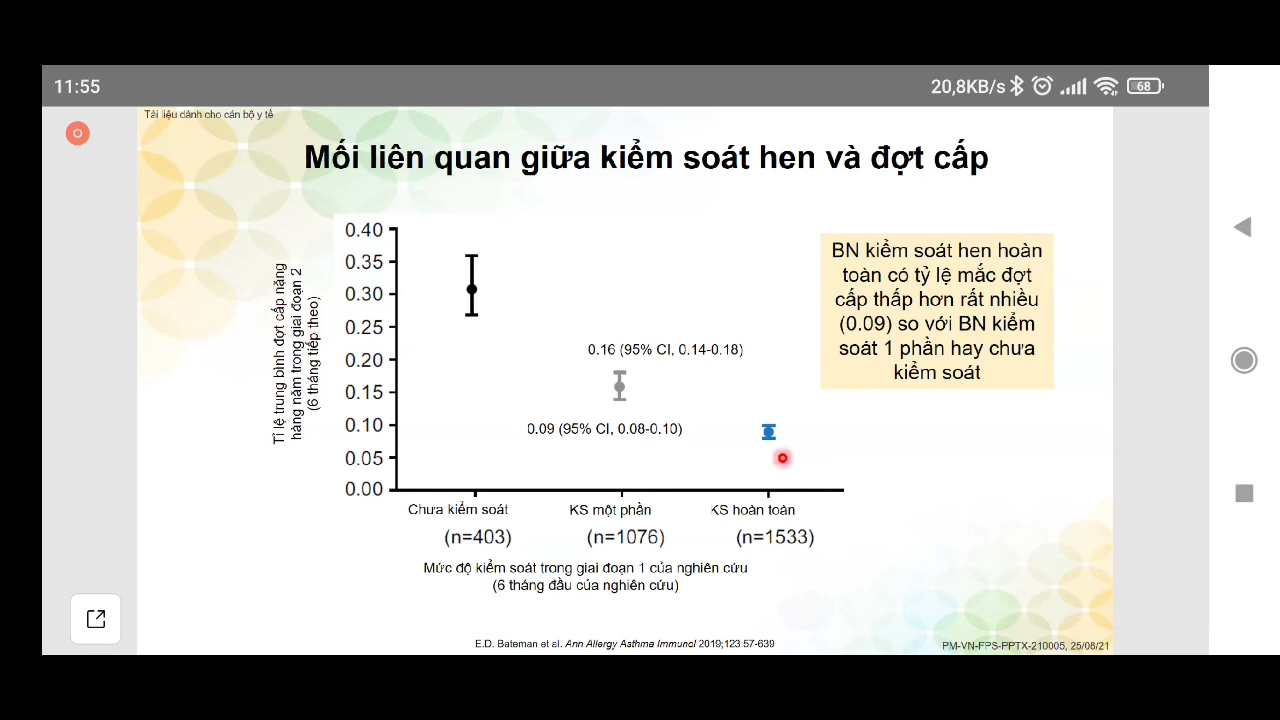 11:55
20,8KB/s
68
Tài liệu dành cho cán bộ y tế
Mối liên quan giữa kiểm soát hen và đợt cấp
Tỉ lệ trung bình đợt cấp nặng
hàng năm trong giai đoạn 2
(6 tháng tiếp theo)
0.40
0.35
0.30
0.25
0.20
0.15
0.10
0.05
0.00
0.16 (95% CI, 0.14-0.18)
0.09 (95% CI, 0.08-0.10)
BN kiểm soát hen hoàn
toàn có tỷ lệ mắc đợt
cấp thấp hơn rất nhiều
(0.09) so với BN kiểm
soát 1 phần hay chưa
kiểm soát
Chưa kiểm soát
KS một phần
KS hoàn toàn
(n=403)
(n=1076)
(n=1533)
Mức độ kiểm soát trong giai đoạn 1 của nghiên cứu
(6 tháng đầu của nghiên cứu)
E.D. Bateman et al. Ann Allergy Asthma Immunol 2019;123:57-639
PM-VN-FPS-PPTX-210005, 25/08/21